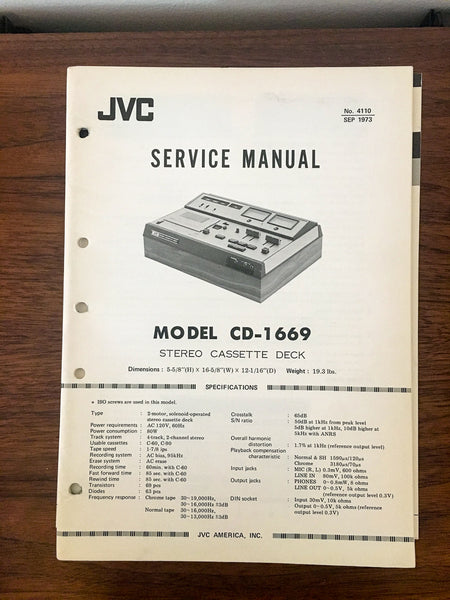 JVC
No. 4110
SEP 1973
SERVICE MANUAL
MODEL CD-1669
STEREO CASSETTE DECK
Dimensions : 5-5/8"(H) × 16-5/8"(W) × 12-1/16"(D) Weight : 19.3 lbs.
SPECIFICATIONS
• ISO screws are used in this model.
Type : 2-motor, solenoid-operated
stereo cassette deck
Power requirements : AC 120V, 60Hz
Power consumption : 80W
Track system : 4-track, 2-channel stereo
Usable cassettes : C-60, C-90
Tape speed : 1-7/8 ips
Recording system : AC bias, 95kHz
Erase system : AC erase
Recording time : 60min. with C-60
Fast forward time : 85 sec. with C-60
Rewind time : 85 sec. with C-60
Transistors : 69 pcs
Diodes : 63 pcs
Frequency response : Chrome tape 30~19,000Hz,
30~16,000Hz ±3dB
Normal tape 30~16,000Hz,
30~13,000Hz ±3dB
Crosstalk : 65dB
S/N ratio : 50dB at 1kHz from peak level
5dB higher at 1kHz, 10dB higher at
5kHz with ANRS
Overall harmonic
distortion : 1.7% at 1kHz (reference output level)
Playback compensation
characteristic : Normal & SH 1590μs/120μs
Chrome 3180μs/70μs
Input jacks : MIC (R, L) 0.3mV, 600 ohms
LINE IN 80mV, 100k ohms
Output jacks : PHONES 0~0.8mW, 8 ohms
LINE OUT 0~0.5V, 5k ohms
(reference output level 0.3V)
DIN socket : Input 30mV, 10k ohms
Output 0~0.5V, 5k ohms (reference
output level 0.3V)
JVC AMERICA, INC.